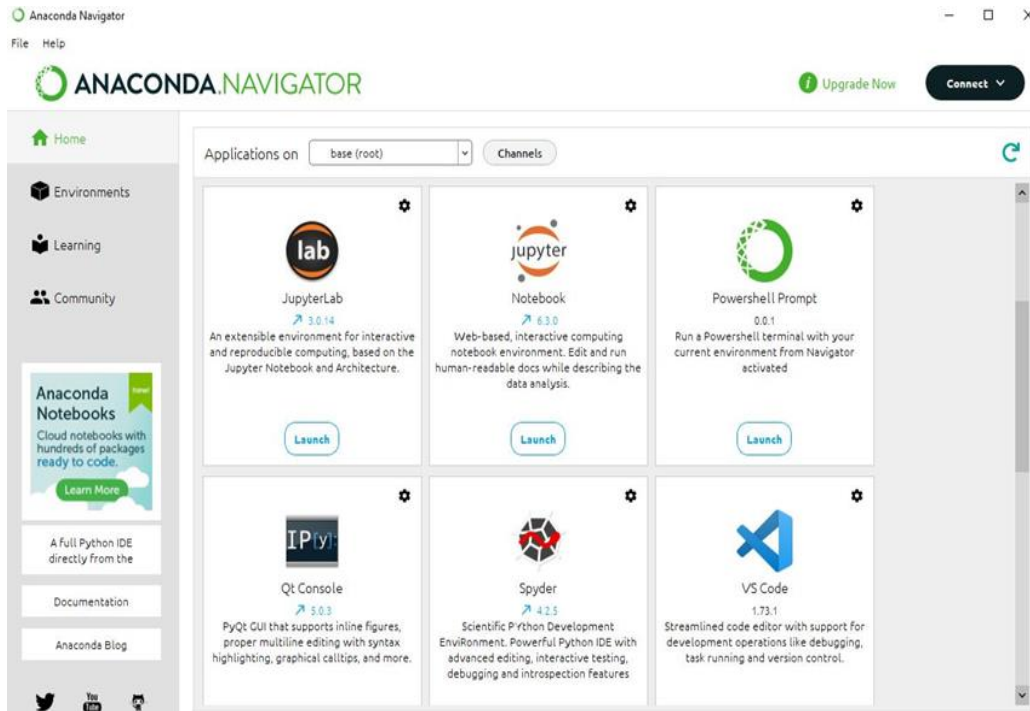 Anaconda Navigator
File Help
ANACONDA.NAVIGATOR
Upgrade Now
Connect
Home
Environments
Learning
Community
Anaconda
Notebooks
Cloud notebooks with
hundreds of packages
ready to code.
Learn More
A full Python IDE
directly from the
Documentation
Anaconda Blog
You
Tube
Applications on base (root) Channels
lab
JupyterLab
3.0.14
An extensible environment for interactive
and reproducible computing, based on the
Jupyter Notebook and Architecture.
Launch
jupyter
Notebook
6.3.0
Web-based, interactive computing
notebook environment. Edit and run
human-readable docs while describing the
data analysis.
Launch
Powershell Prompt
0.0.1
Run a Powershell terminal with your
current environment from Navigator
activated
Launch
IP[y]:
Qt Console
5.0.3
PyQt GUI that supports inline figures,
proper multiline editing with syntax
highlighting, graphical calltips, and more.
Spyder
4.2.5
Scientific Python Development
EnviRonment. Powerful Python IDE with
advanced editing, interactive testing,
debugging and introspection features
VS Code
1.73.1
Streamlined code editor with support for
development operations like debugging,
task running and version control.